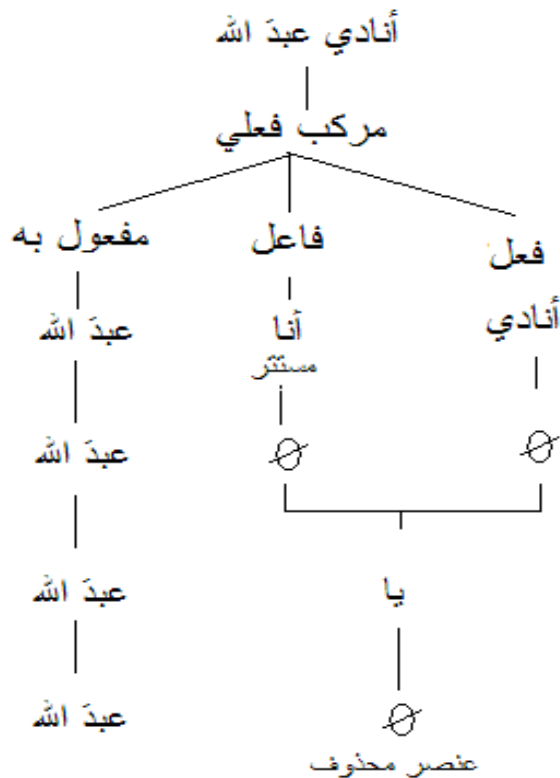 أنادي عبدَ الله
مركب فعلي
فعل فاعل مفعول به
أنادي أنا عبدَ الله
مستتر
∅ ∅ عبدَ الله
يا عبدَ الله
∅ عبدَ الله
عنصر محذوف